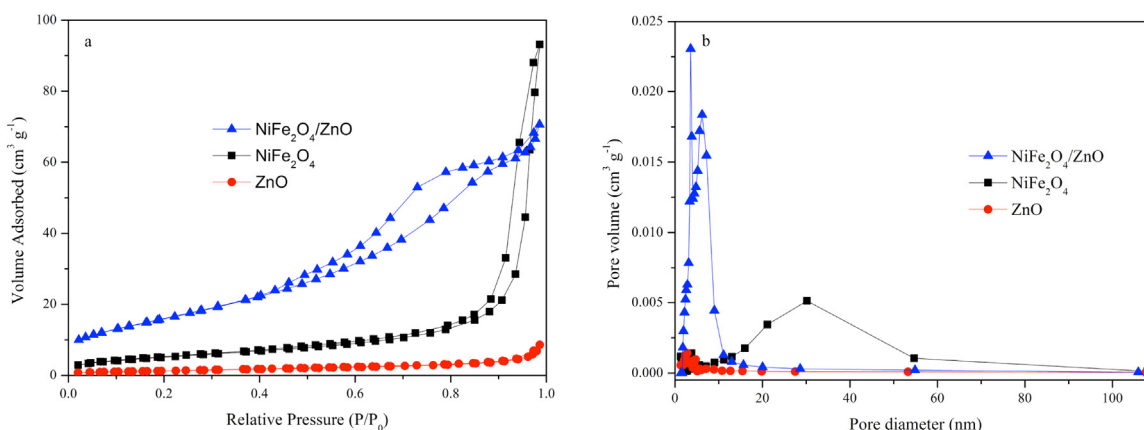 a
100
80
60
40
20
0
Volume Adsorbed (cm³ g⁻¹)
NiFe₂O₄/ZnO
NiFe₂O₄
ZnO
0.0 0.2 0.4 0.6 0.8 1.0
Relative Pressure (P/P₀)
b
0.025
0.020
0.015
0.010
0.005
0.000
Pore volume (cm³ g⁻¹)
NiFe₂O₄/ZnO
NiFe₂O₄
ZnO
0 20 40 60 80 100
Pore diameter (nm)